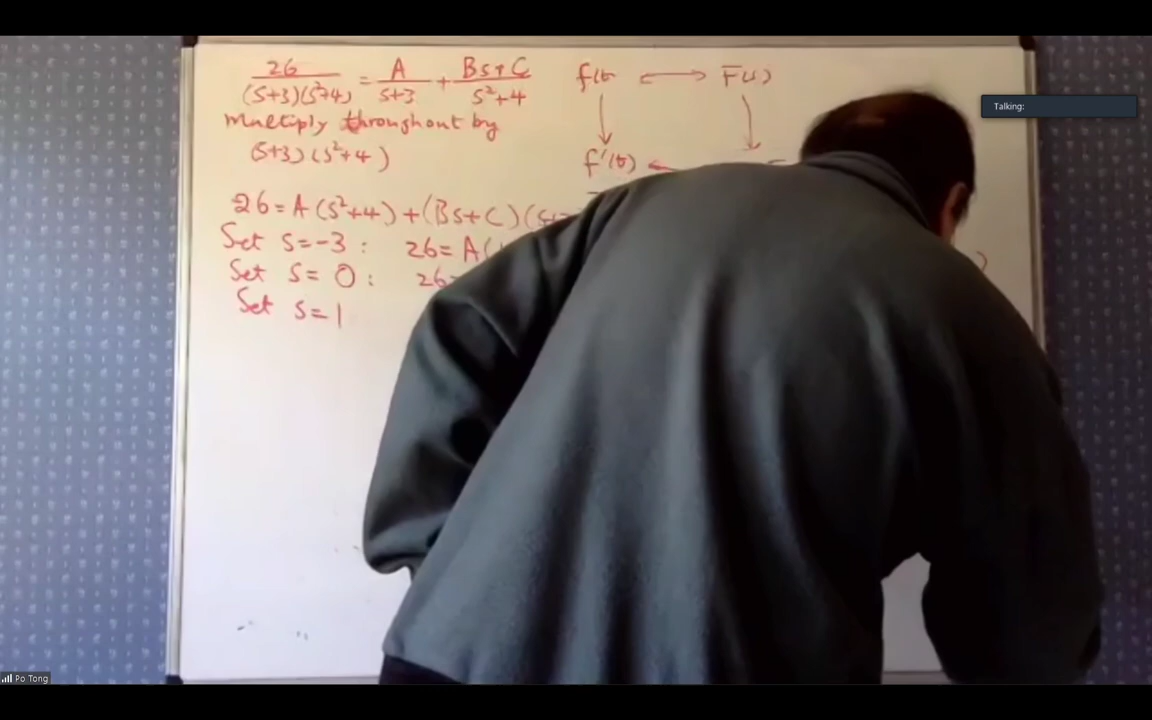 26 / (s+3)(s²+4) = A / s+3 + Bs+C / s²+4
Multiply throughout by
(s+3)(s²+4)
26 = A(s²+4) + (Bs+C)(s+
Set s=-3 : 26= A(
Set s= 0 : 26=
Set s=1
f(t) ⟷ F(s)
f'(t)
Talking:
Po Tong